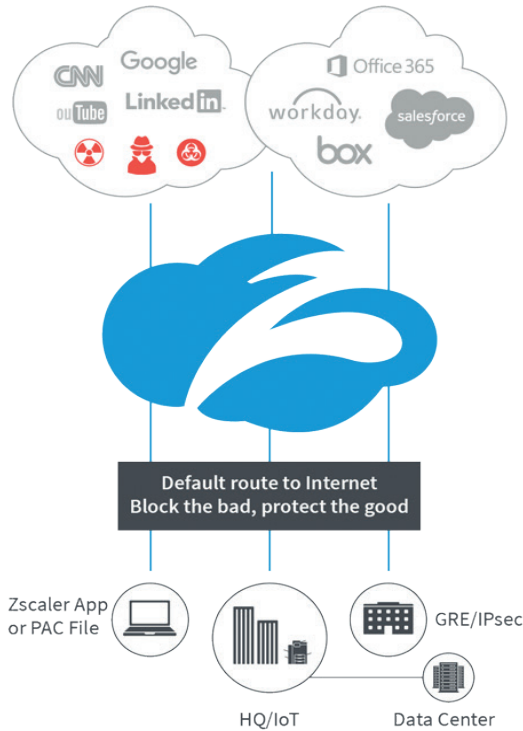 CNN
Google
ouTube
LinkedIn
Office 365
workday.
salesforce
box
Default route to Internet
Block the bad, protect the good
Zscaler App
or PAC File
GRE/IPsec
HQ/IoT
Data Center